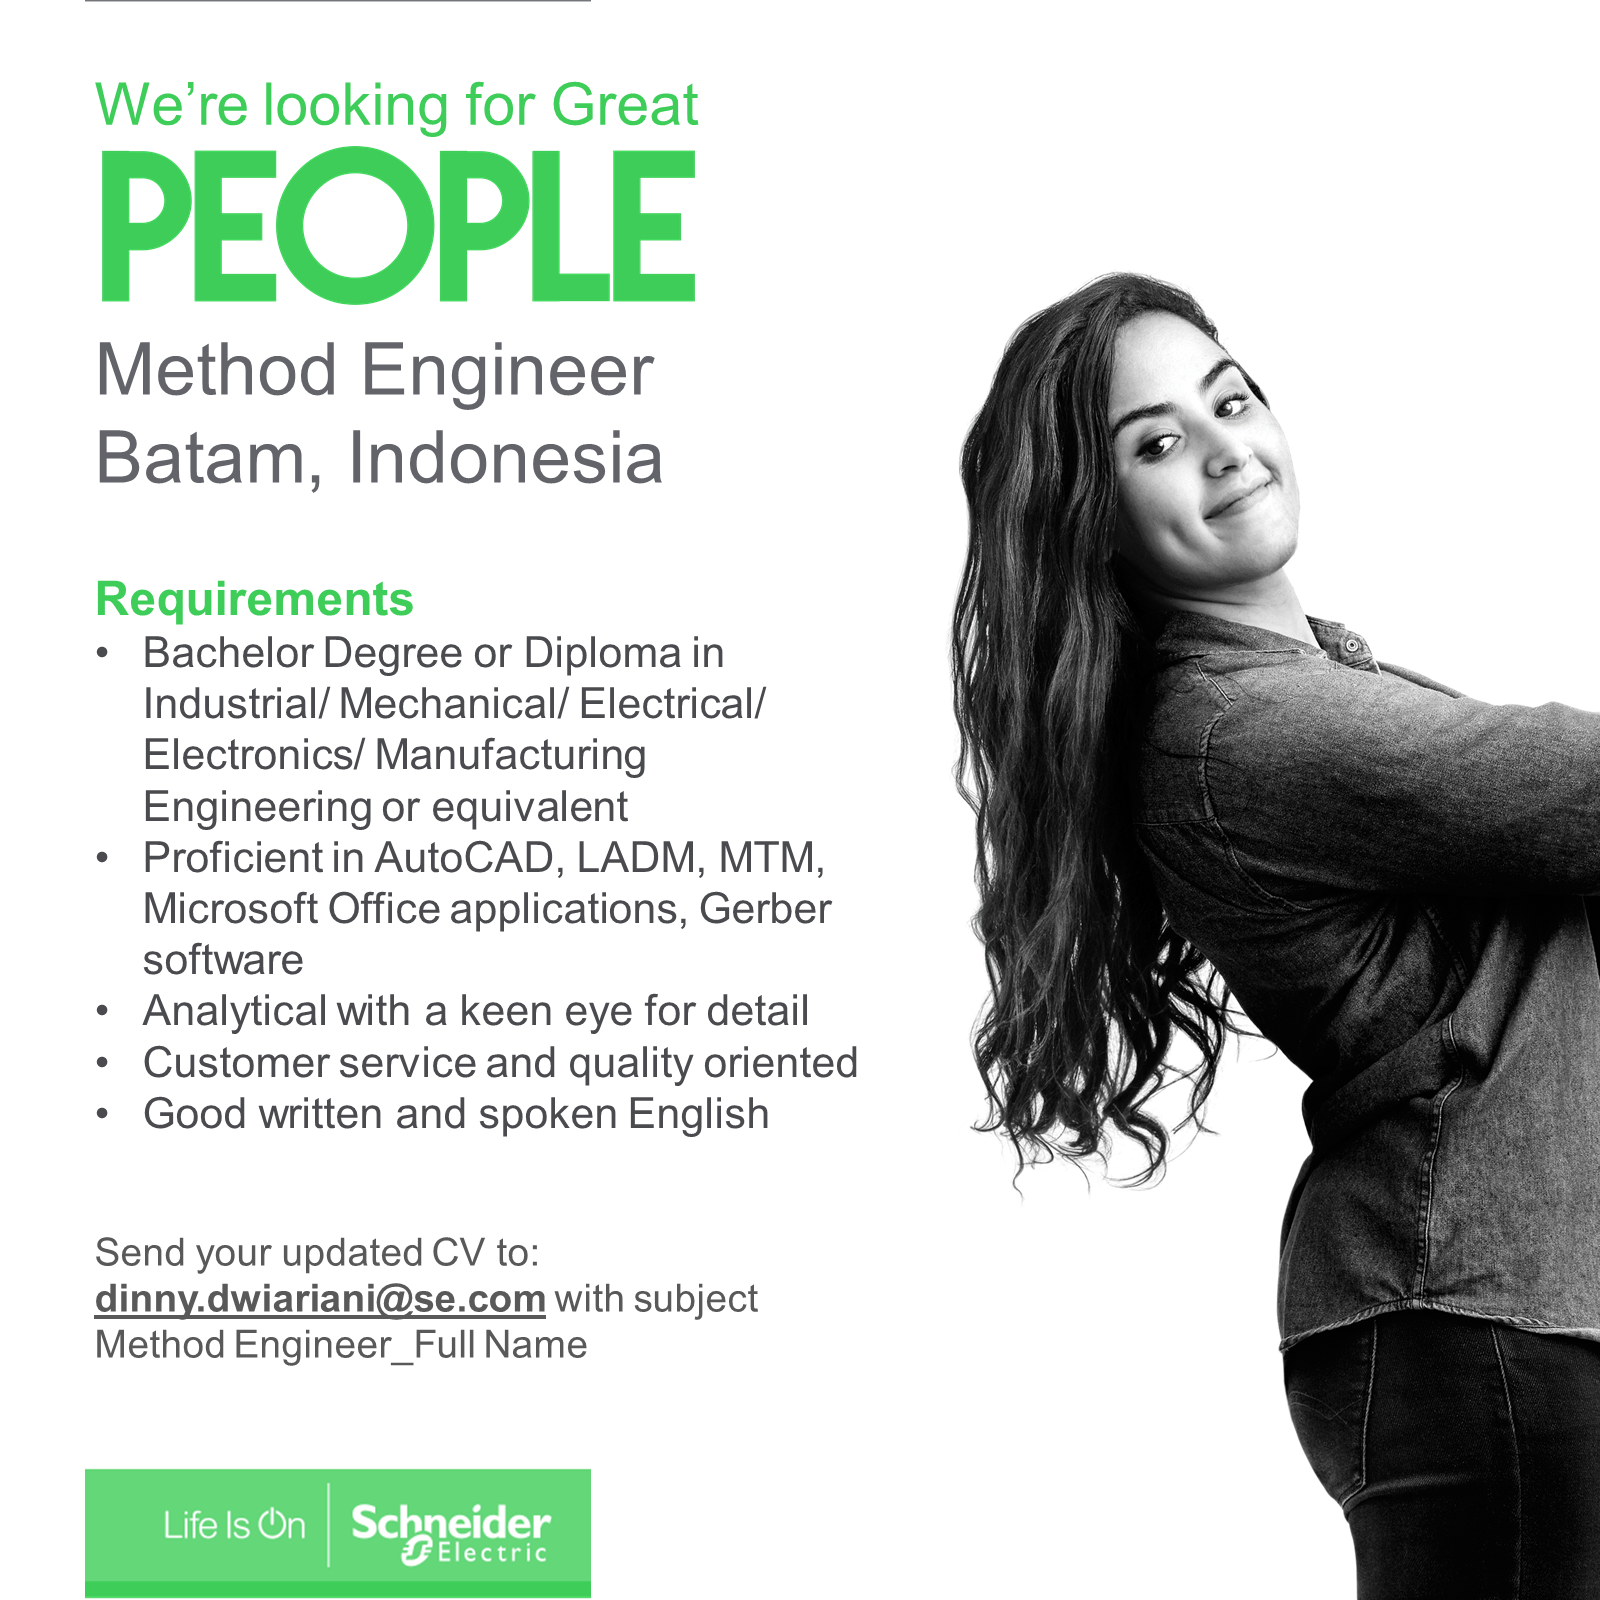 We’re looking for Great
PEOPLE
Method Engineer
Batam, Indonesia
Requirements
• Bachelor Degree or Diploma in
Industrial/ Mechanical/ Electrical/
Electronics/ Manufacturing
Engineering or equivalent
• Proficient in AutoCAD, LADM, MTM,
Microsoft Office applications, Gerber
software
• Analytical with a keen eye for detail
• Customer service and quality oriented
• Good written and spoken English
Send your updated CV to:
dinny.dwiariani@se.com with subject
Method Engineer_Full Name
Life Is On
Schneider
Electric